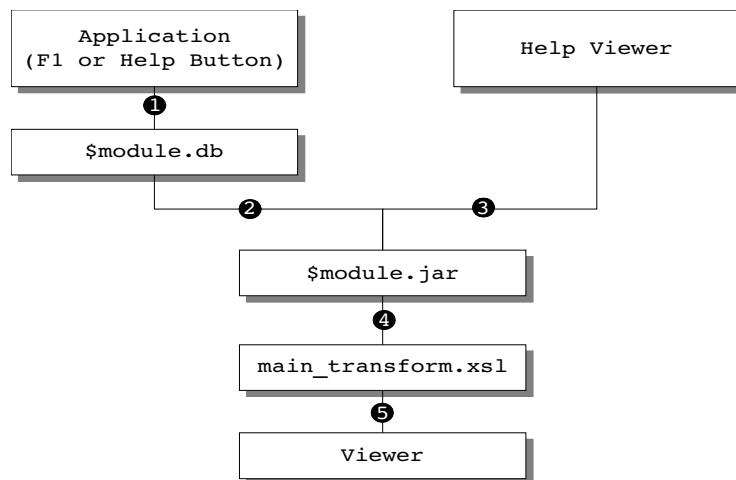 Application
(F1 or Help Button)
Help Viewer
1
$module.db
2
3
$module.jar
4
main_transform.xsl
5
Viewer